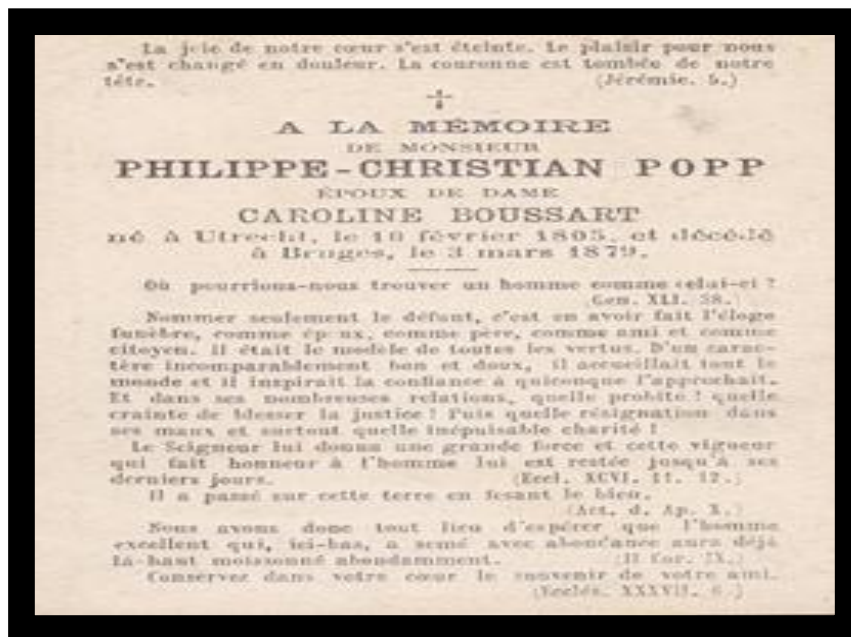 La joie de notre cœur s'est éteinte. Le plaisir pour nous
s'est changé en douleur. La couronne est tombée de notre
tête. (Jérémie. 5.)
A LA MÉMOIRE
DE MONSIEUR
PHILIPPE-CHRISTIAN POPP
ÉPOUX DE DAME
CAROLINE BOUSSART
né à Utrecht, le 10 février 1805, et décédé
à Bruges, le 3 mars 1879.
Où pourrions-nous trouver un homme comme celui-ci ?
(Gen. XLI. 38.)
Nommer seulement le défunt, c'est en avoir fait l'éloge
funèbre, comme époux, comme père, comme ami et comme
citoyen. Il était le modèle de toutes les vertus. D'un carac-
tère incomparablement bon et doux, il accueillait tout le
monde et il inspirait la confiance à quiconque l'approchait.
Et dans ses nombreuses relations, quelle probité ! quelle
crainte de blesser la justice ! Puis quelle résignation dans
ses maux et surtout quelle inépuisable charité !
Le Seigneur lui donna une grande force et cette vigueur
qui fait honneur à l'homme lui est restée jusqu'à ses
derniers jours. (Eccl. XCVI. 11. 12.)
Il a passé sur cette terre en fesant le bien.
(Act. d. Ap. X.)
Nous avons donc tout lieu d'espérer que l'homme
excellent qui, ici-bas, a semé avec abondance aura déjà
là-haut moissonné abondamment. (II Cor. IX.)
Conservez dans votre cœur le souvenir de votre ami.
(Ecclés. XXXVII. 6.)